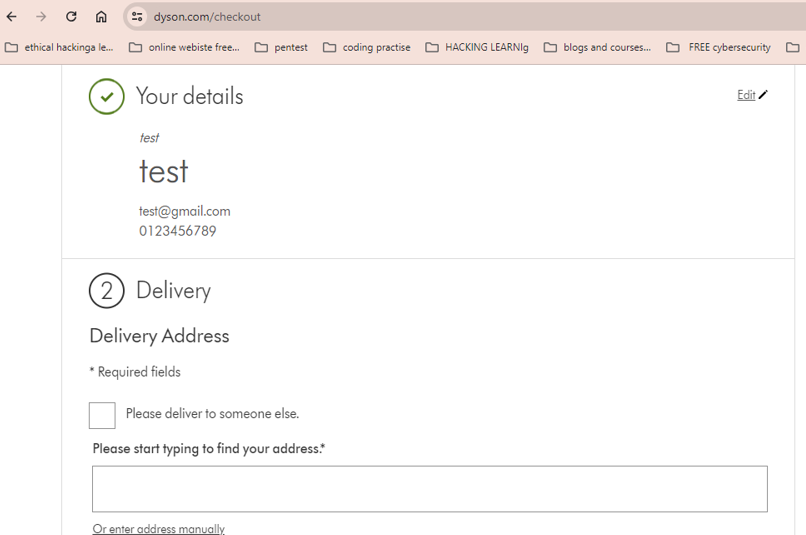 dyson.com/checkout
ethical hackinga le... online webiste free... pentest coding practise HACKING LEARNIg blogs and courses... FREE cybersecurity
Your details
Edit
test
test
test@gmail.com
0123456789
2 Delivery
Delivery Address
* Required fields
Please deliver to someone else.
Please start typing to find your address.*
Or enter address manually